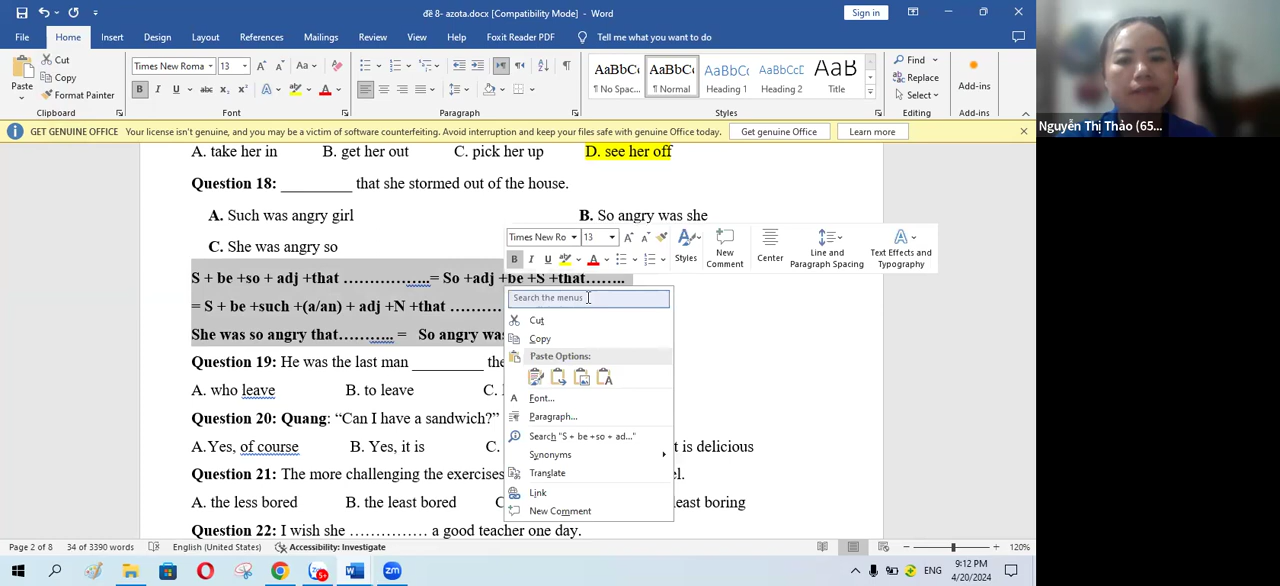 đề 8- azota.docx [Compatibility Mode] - Word
Sign in
File Home Insert Design Layout References Mailings Review View Help Foxit Reader PDF Tell me what you want to do
Paste Cut Copy Format Painter
Clipboard
Times New Roma 13
Font
Paragraph
AaBbCc AaBbCc AaBbCc AaBbCcD AaB
¶ No Spac... ¶ Normal Heading 1 Heading 2 Title
Styles
Find Replace Select
Editing
Add-ins
Add-ins
GET GENUINE OFFICE Your license isn't genuine, and you may be a victim of software counterfeiting. Avoid interruption and keep your files safe with genuine Office today. Get genuine Office Learn more
Nguyễn Thị Thảo (65...
A. take her in B. get her out C. pick her up D. see her off
Question 18: _________ that she stormed out of the house.
A. Such was angry girl B. So angry was she
C. She was angry so
Times New Ro 13
Styles New Comment Center Line and Paragraph Spacing Text Effects and Typography
S + be +so + adj +that ……………..= So +adj +be +S +that……..
= S + be +such +(a/an) + adj +N +that ………
She was so angry that……….. = So angry was
Search the menus
Cut
Copy
Paste Options:
Font...
Paragraph...
Search "S + be +so + ad..."
Synonyms
Translate
Link
New Comment
Question 19: He was the last man _________ the
A. who leave B. to leave C.
Question 20: Quang: “Can I have a sandwich?”
A.Yes, of course B. Yes, it is C. t is delicious
Question 21: The more challenging the exercises el.
A. the less bored B. the least bored C east boring
Question 22: I wish she …………… a good teacher one day.
Page 2 of 8 34 of 3390 words English (United States) Accessibility: Investigate 120%
ENG 9:12 PM
4/20/2024